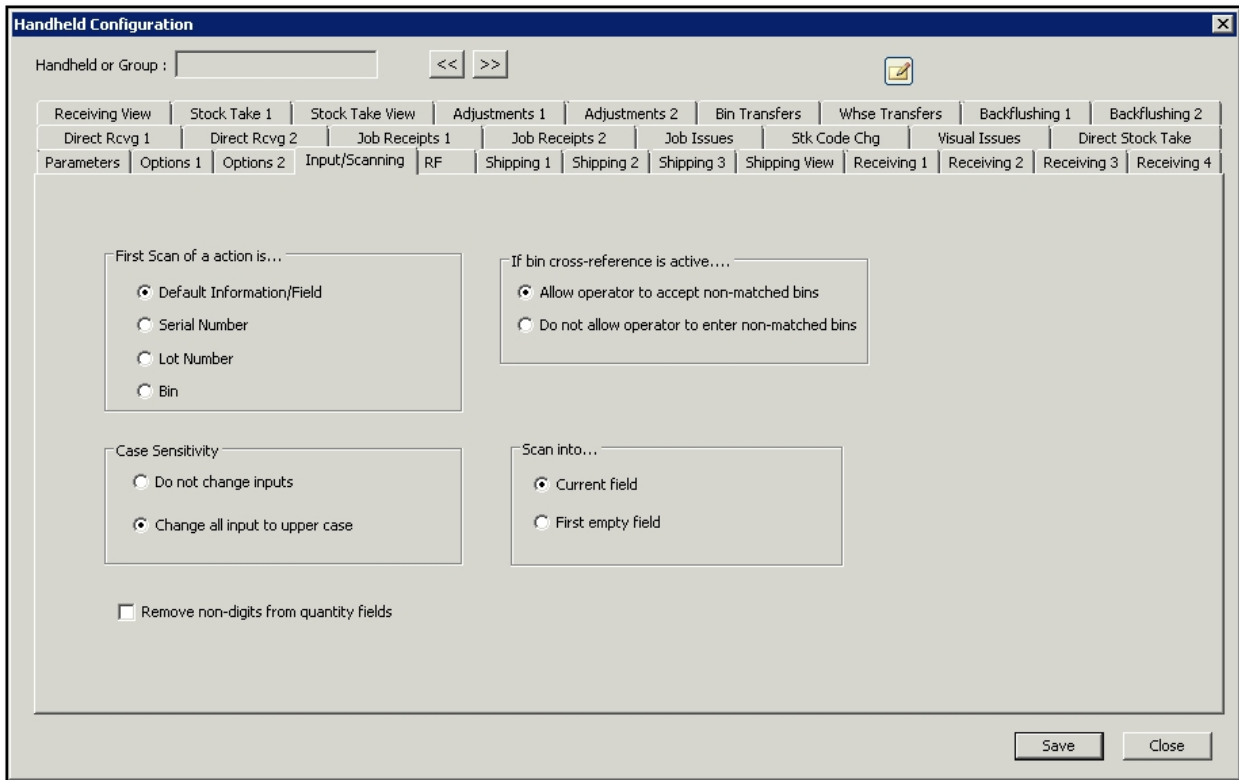 Handheld Configuration
Handheld or Group :
<< >>
Receiving View Stock Take 1 Stock Take View Adjustments 1 Adjustments 2 Bin Transfers Whse Transfers Backflushing 1 Backflushing 2
Direct Rcvg 1 Direct Rcvg 2 Job Receipts 1 Job Receipts 2 Job Issues Stk Code Chg Visual Issues Direct Stock Take
Parameters Options 1 Options 2 Input/Scanning RF Shipping 1 Shipping 2 Shipping 3 Shipping View Receiving 1 Receiving 2 Receiving 3 Receiving 4
First Scan of a action is...
Default Information/Field
Serial Number
Lot Number
Bin
If bin cross-reference is active....
Allow operator to accept non-matched bins
Do not allow operator to enter non-matched bins
Case Sensitivity
Do not change inputs
Change all input to upper case
Scan into...
Current field
First empty field
Remove non-digits from quantity fields
Save Close